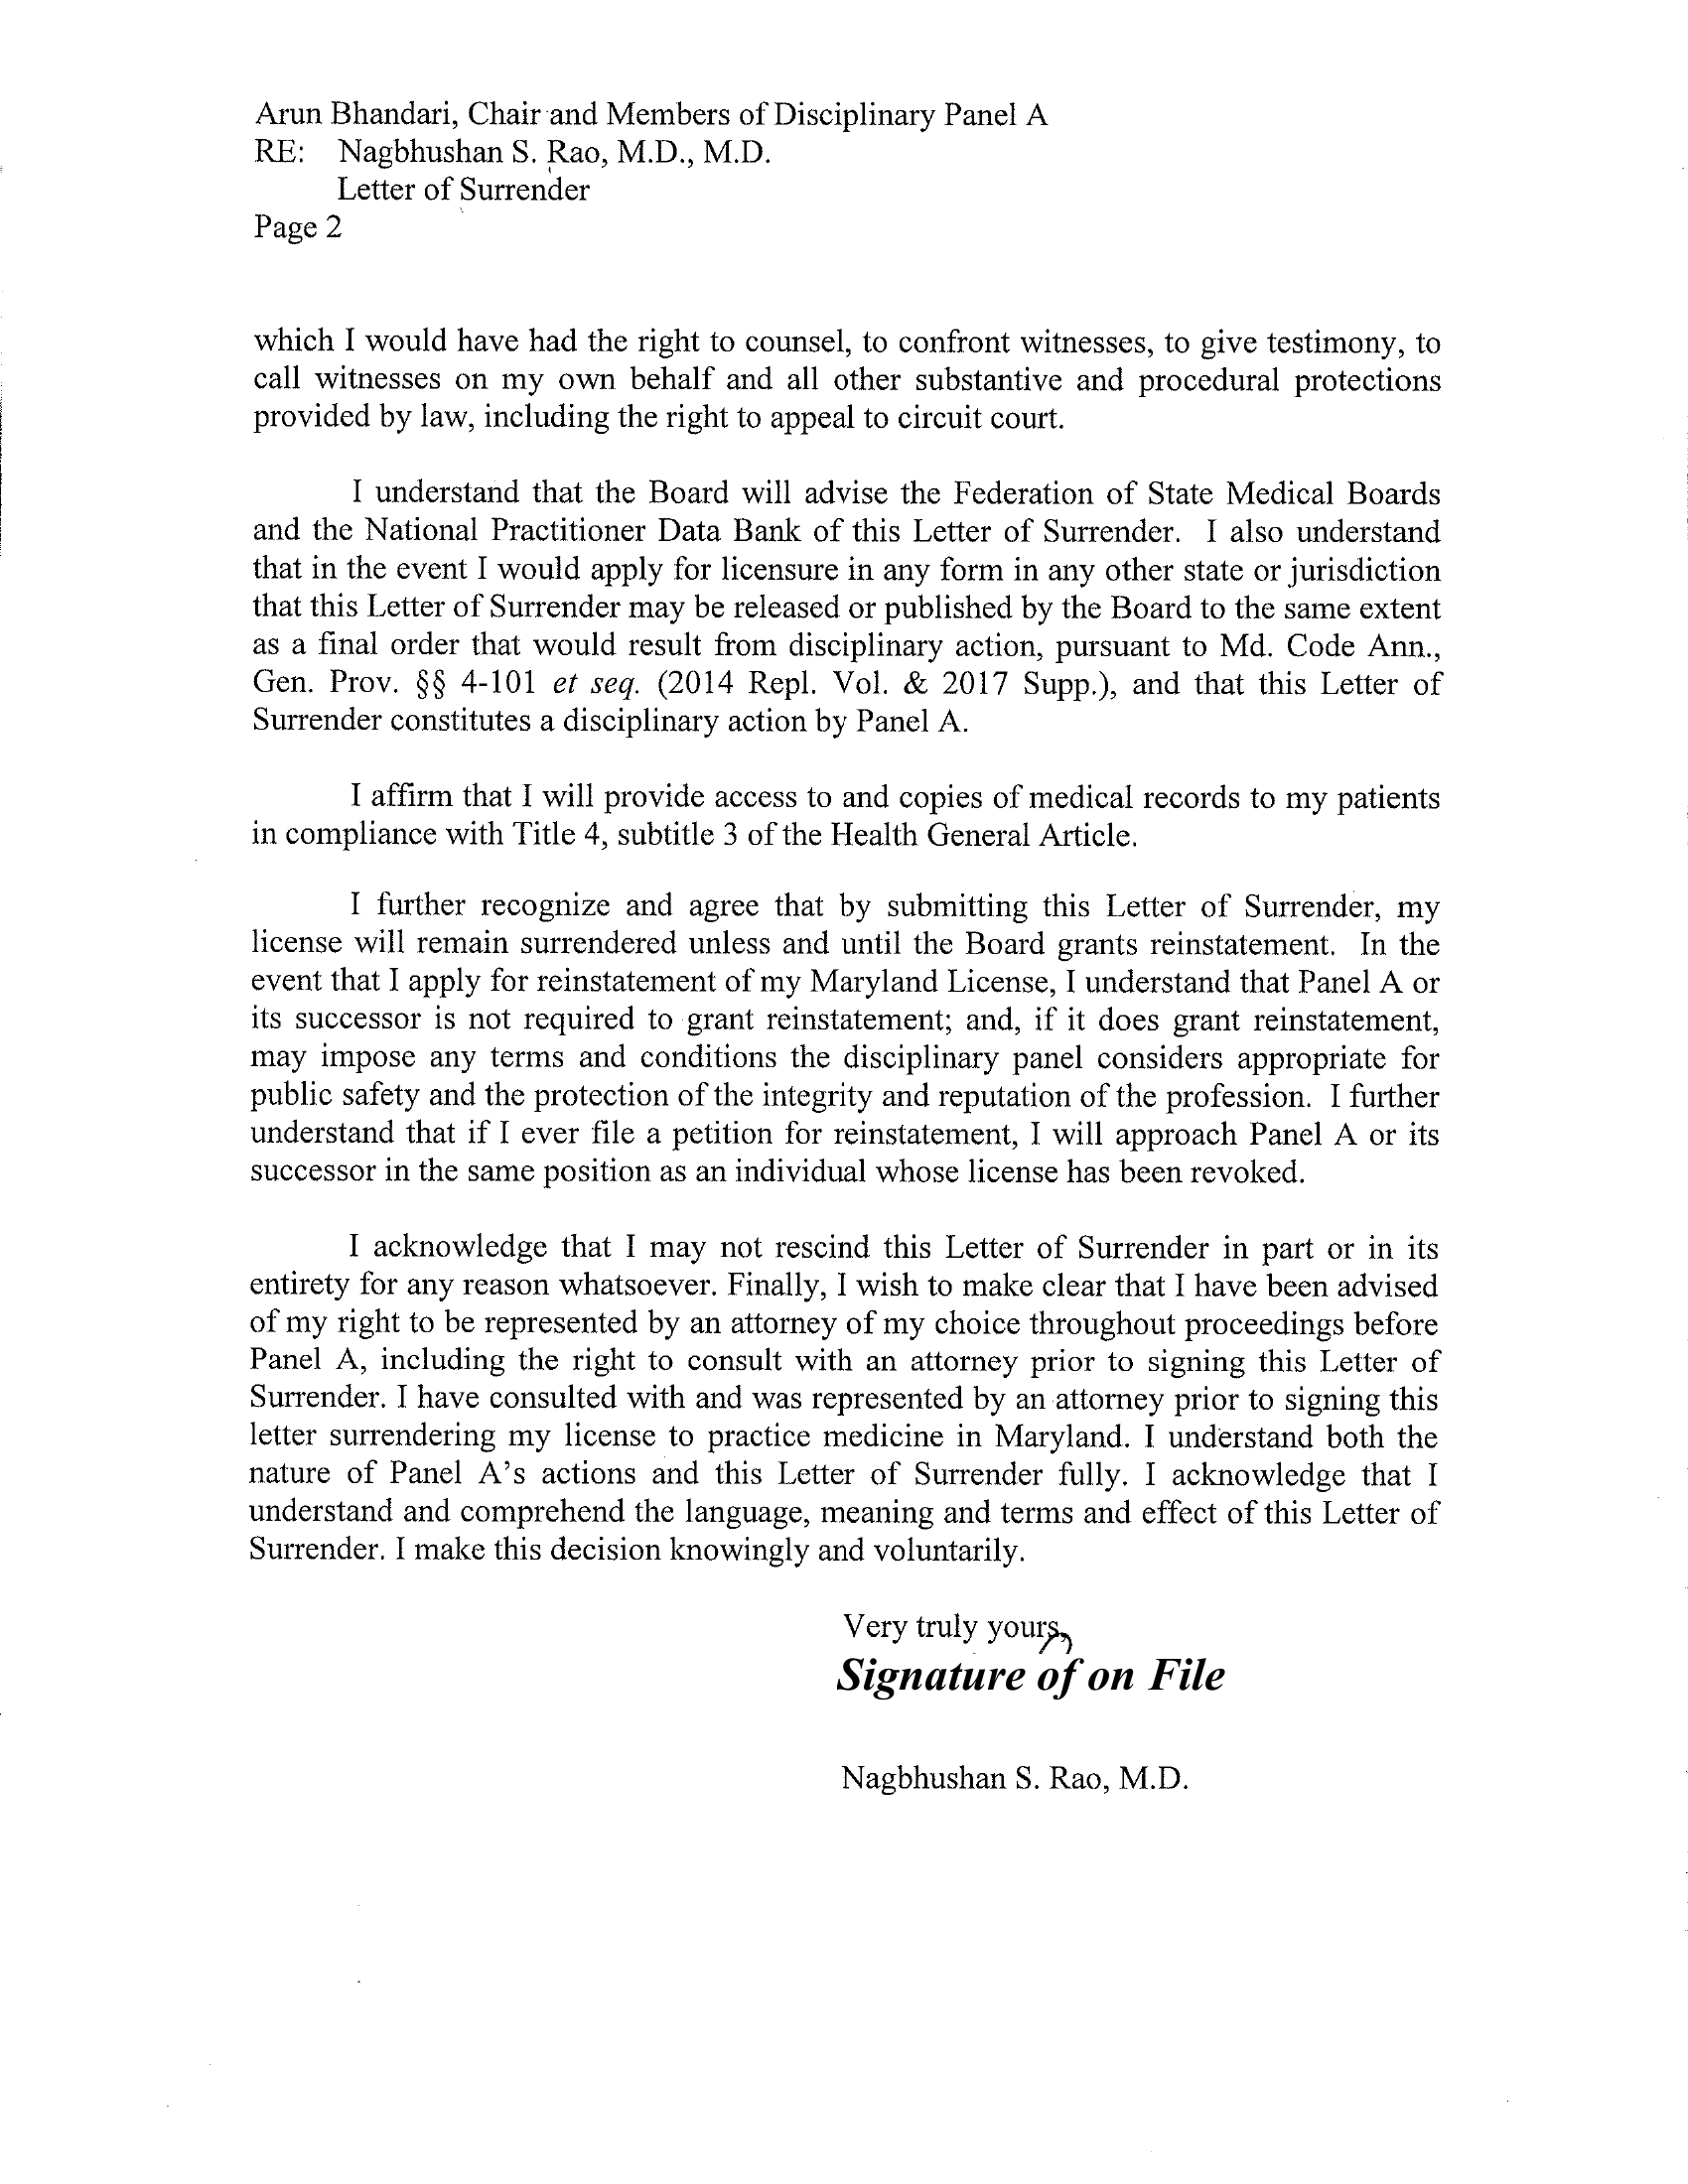 Arun Bhandari, Chair and Members of Disciplinary Panel A
RE: Nagbhushan S. Rao, M.D., M.D.
Letter of Surrender
Page 2
which I would have had the right to counsel, to confront witnesses, to give testimony, to
call witnesses on my own behalf and all other substantive and procedural protections
provided by law, including the right to appeal to circuit court.
I understand that the Board will advise the Federation of State Medical Boards
and the National Practitioner Data Bank of this Letter of Surrender. I also understand
that in the event I would apply for licensure in any form in any other state or jurisdiction
that this Letter of Surrender may be released or published by the Board to the same extent
as a final order that would result from disciplinary action, pursuant to Md. Code Ann.,
Gen. Prov. §§ 4-101 et seq. (2014 Repl. Vol. & 2017 Supp.), and that this Letter of
Surrender constitutes a disciplinary action by Panel A.
I affirm that I will provide access to and copies of medical records to my patients
in compliance with Title 4, subtitle 3 of the Health General Article.
I further recognize and agree that by submitting this Letter of Surrender, my
license will remain surrendered unless and until the Board grants reinstatement. In the
event that I apply for reinstatement of my Maryland License, I understand that Panel A or
its successor is not required to grant reinstatement; and, if it does grant reinstatement,
may impose any terms and conditions the disciplinary panel considers appropriate for
public safety and the protection of the integrity and reputation of the profession. I further
understand that if I ever file a petition for reinstatement, I will approach Panel A or its
successor in the same position as an individual whose license has been revoked.
I acknowledge that I may not rescind this Letter of Surrender in part or in its
entirety for any reason whatsoever. Finally, I wish to make clear that I have been advised
of my right to be represented by an attorney of my choice throughout proceedings before
Panel A, including the right to consult with an attorney prior to signing this Letter of
Surrender. I have consulted with and was represented by an attorney prior to signing this
letter surrendering my license to practice medicine in Maryland. I understand both the
nature of Panel A's actions and this Letter of Surrender fully. I acknowledge that I
understand and comprehend the language, meaning and terms and effect of this Letter of
Surrender. I make this decision knowingly and voluntarily.
Very truly yours,
Signature of on File
Nagbhushan S. Rao, M.D.